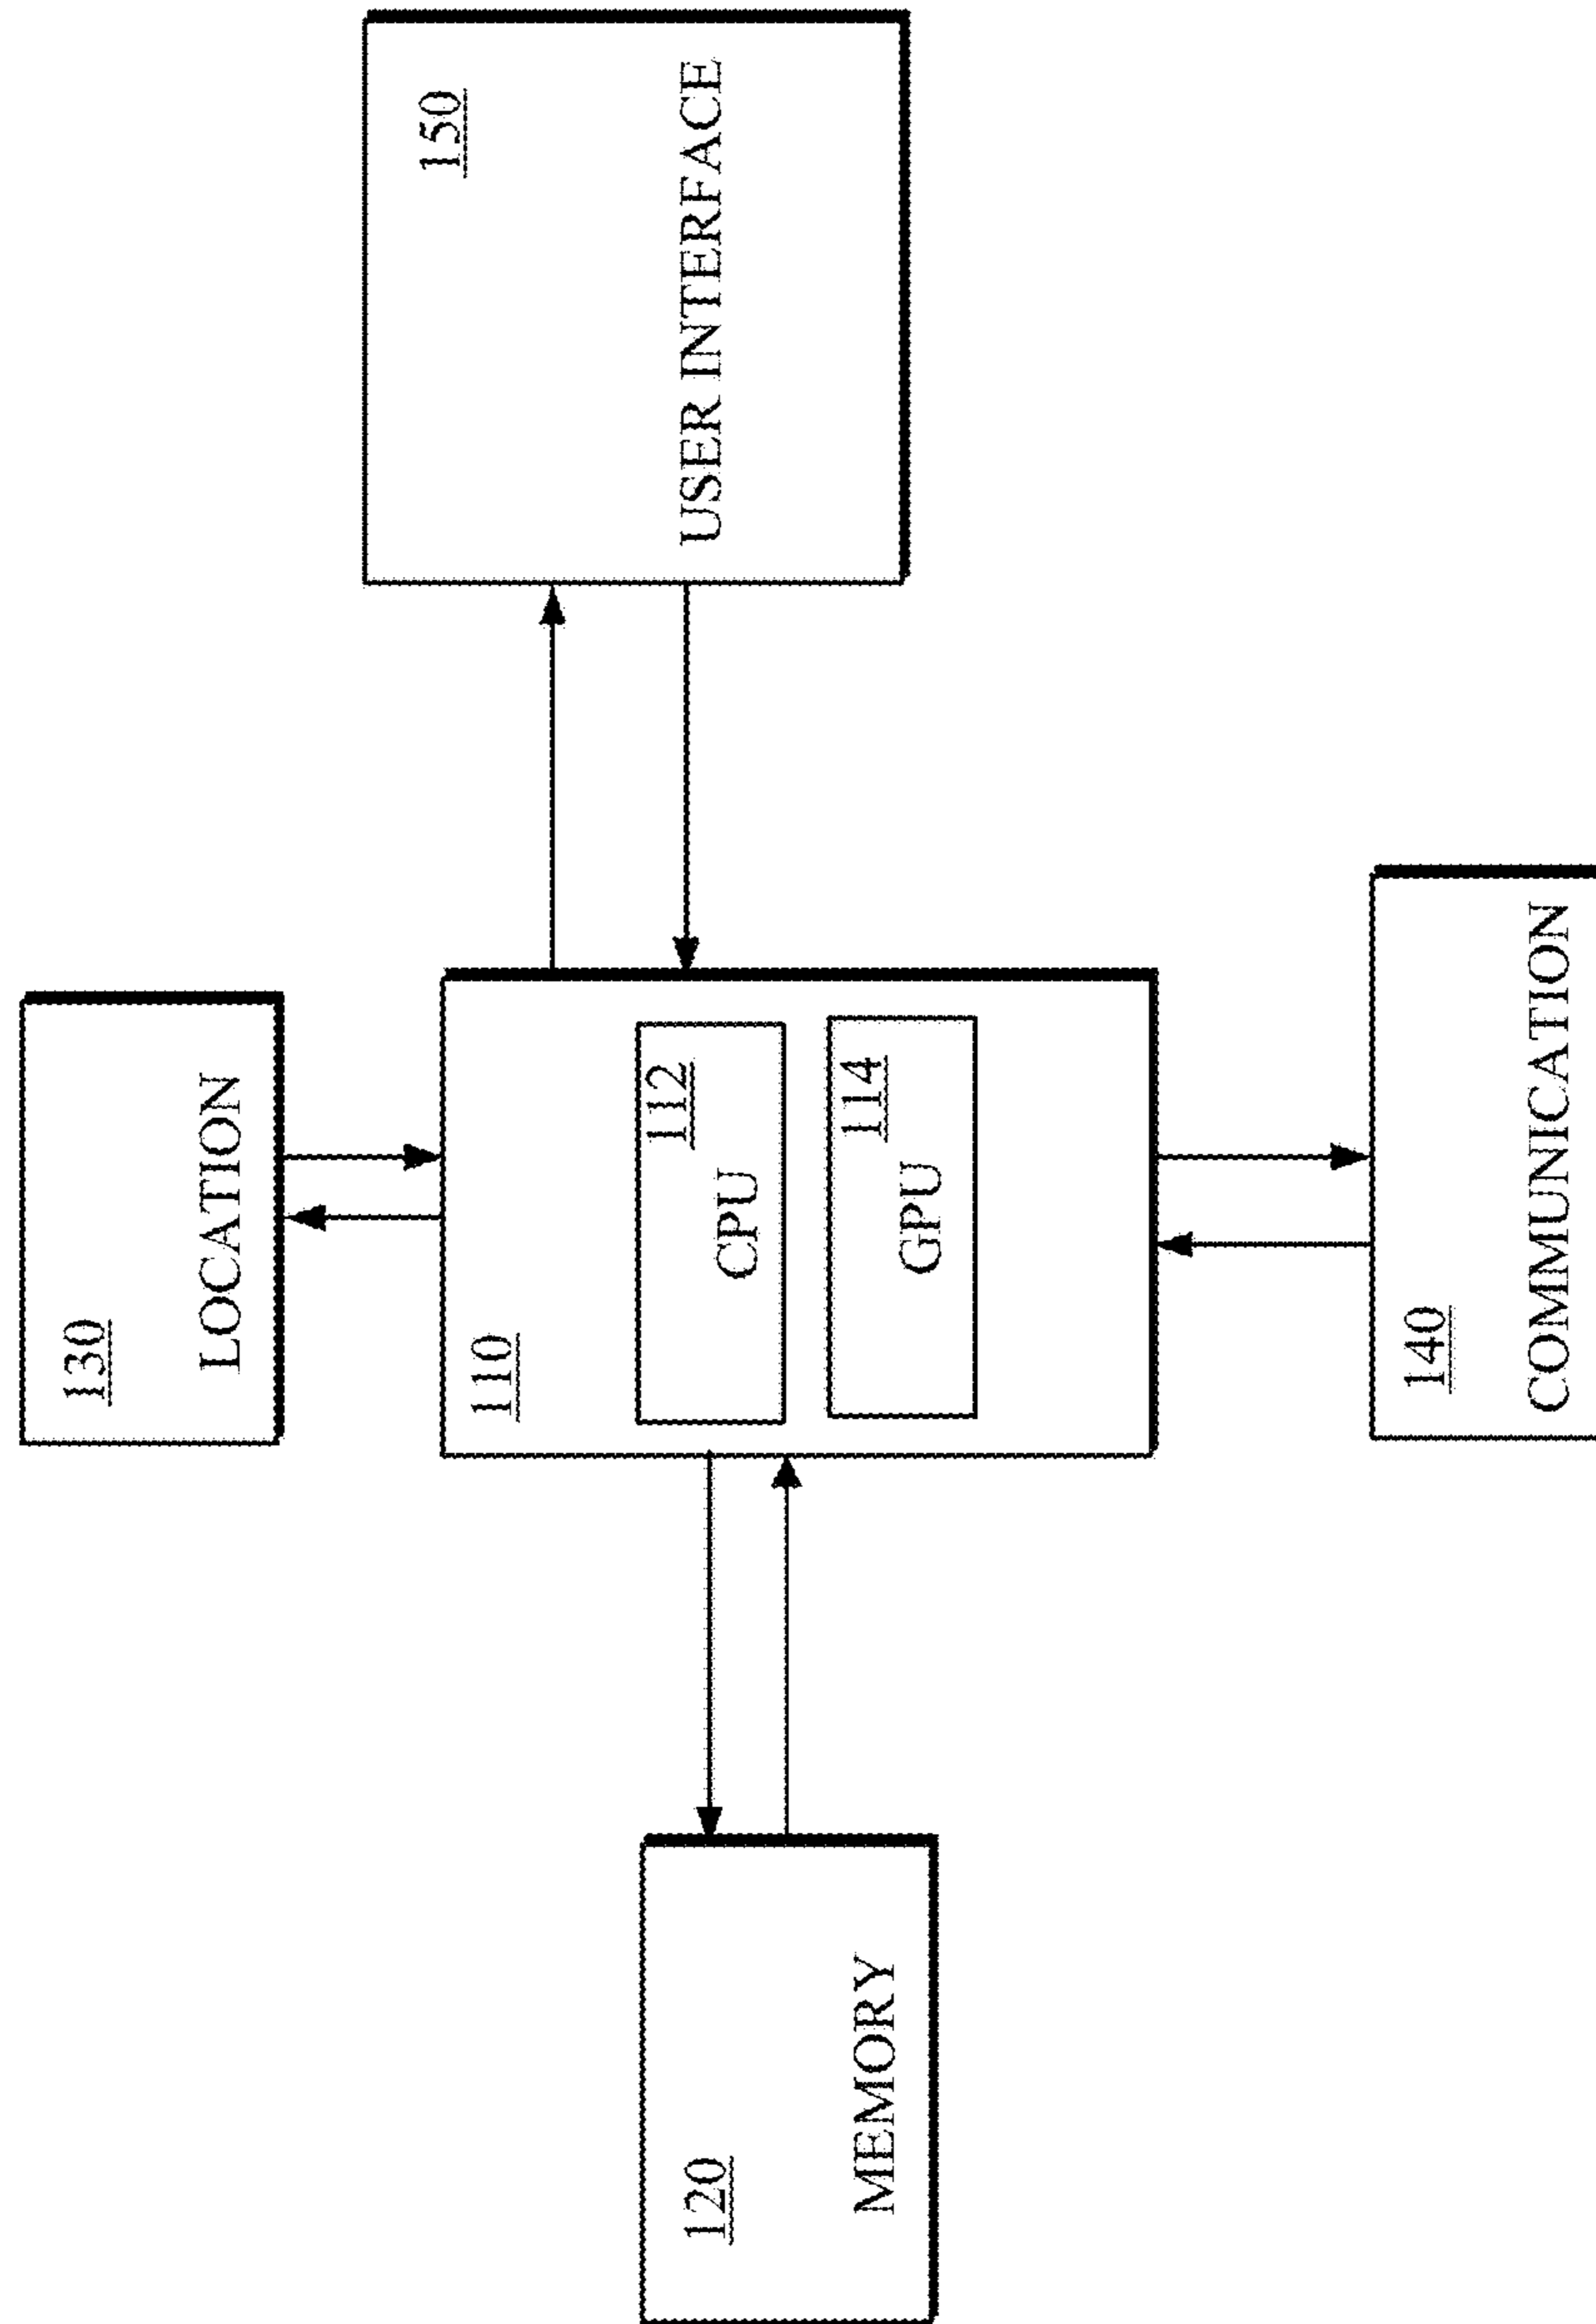 130
LOCATION
150
USER INTERFACE
110
112
CPU
114
GPU
120
MEMORY
140
COMMUNICATION